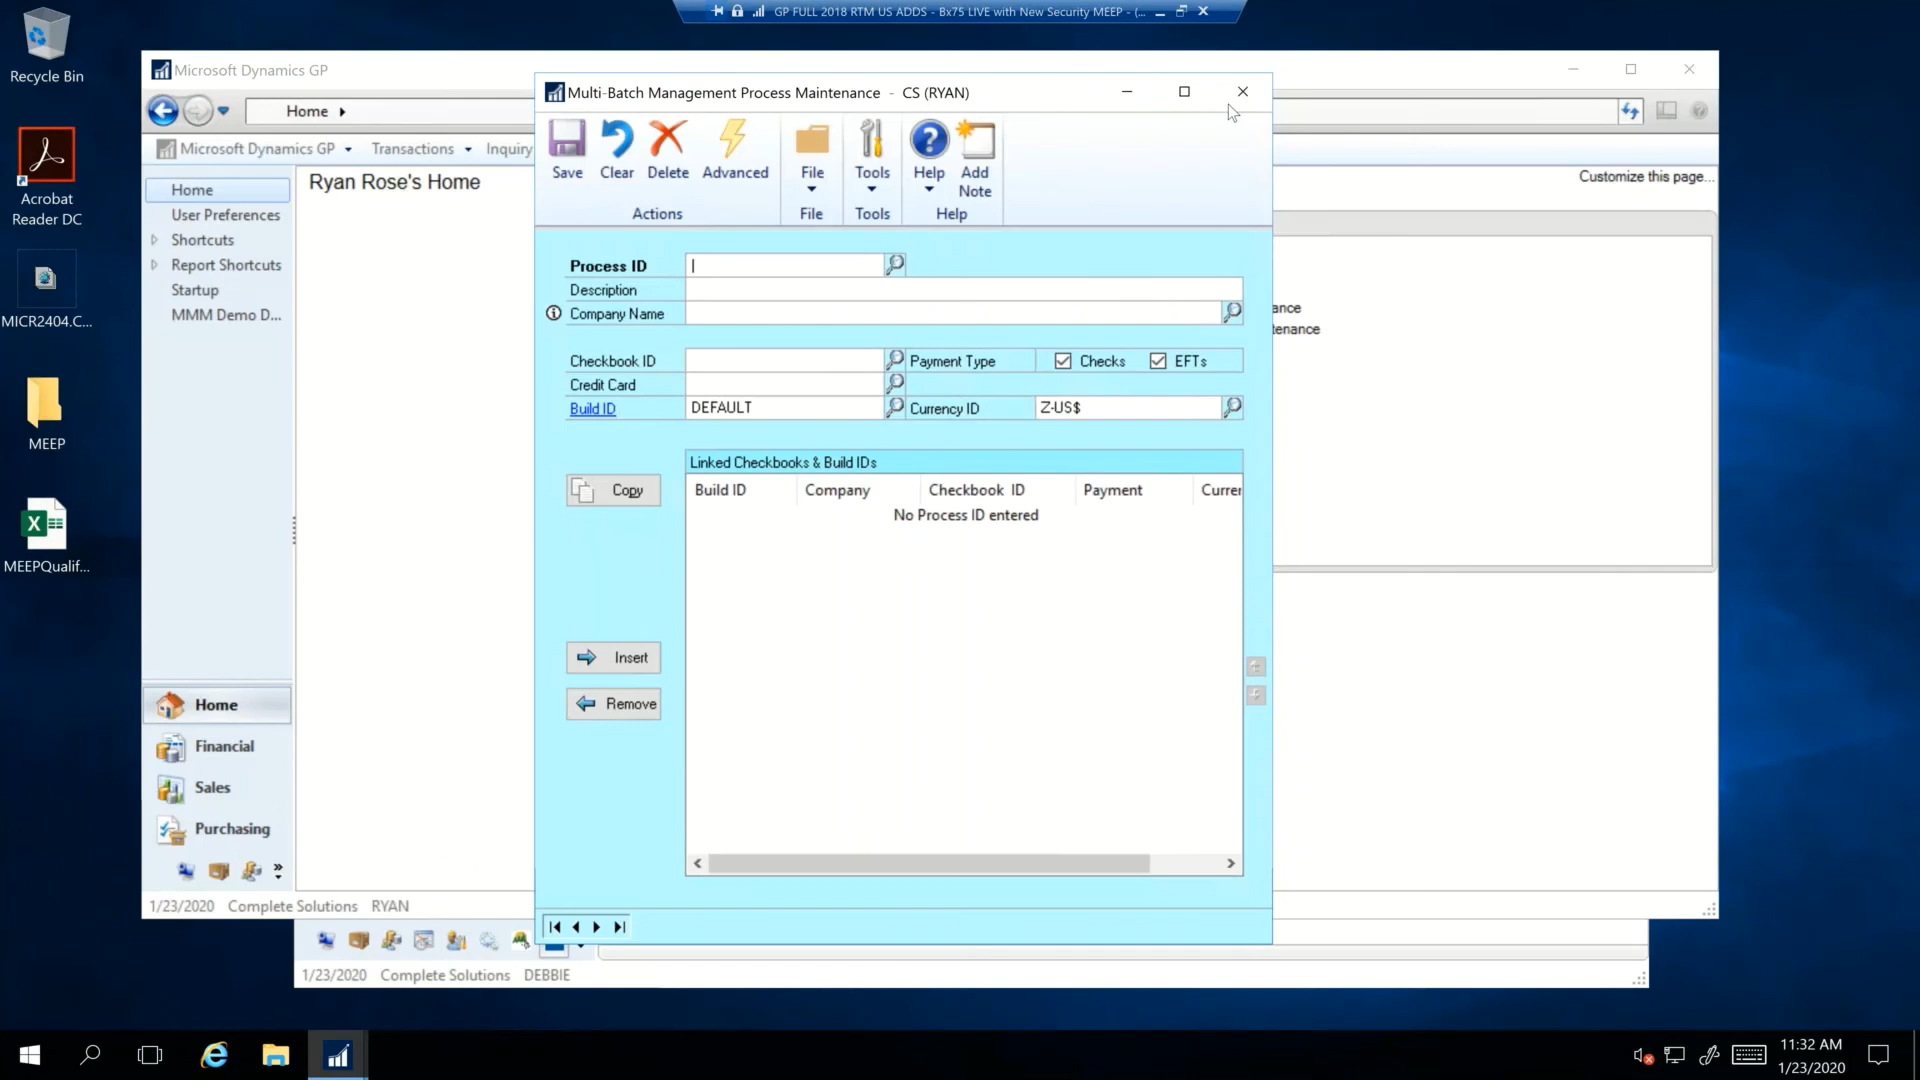 GP FULL 2018 RTM US ADDS - Bx75 LIVE with New Security MEEP - (...
Recycle Bin
Acrobat
Reader DC
MICR2404.C...
MEEP
MEEPQualif...
Microsoft Dynamics GP
Home
Microsoft Dynamics GP Transactions Inquiry
Home
User Preferences
Shortcuts
Report Shortcuts
Startup
MMM Demo D...
Ryan Rose's Home
Customize this page...
ance
tenance
Home
Financial
Sales
Purchasing
1/23/2020 Complete Solutions RYAN
1/23/2020 Complete Solutions DEBBIE
Multi-Batch Management Process Maintenance - CS (RYAN)
Save Clear Delete Advanced File Tools Help Add
Note
Actions File Tools Help
Process ID
Description
Company Name
Checkbook ID Payment Type Checks EFTs
Credit Card
Build ID DEFAULT Currency ID Z-US$
Linked Checkbooks & Build IDs
Copy
Build ID Company Checkbook ID Payment Currer
No Process ID entered
Insert
Remove
11:32 AM
1/23/2020